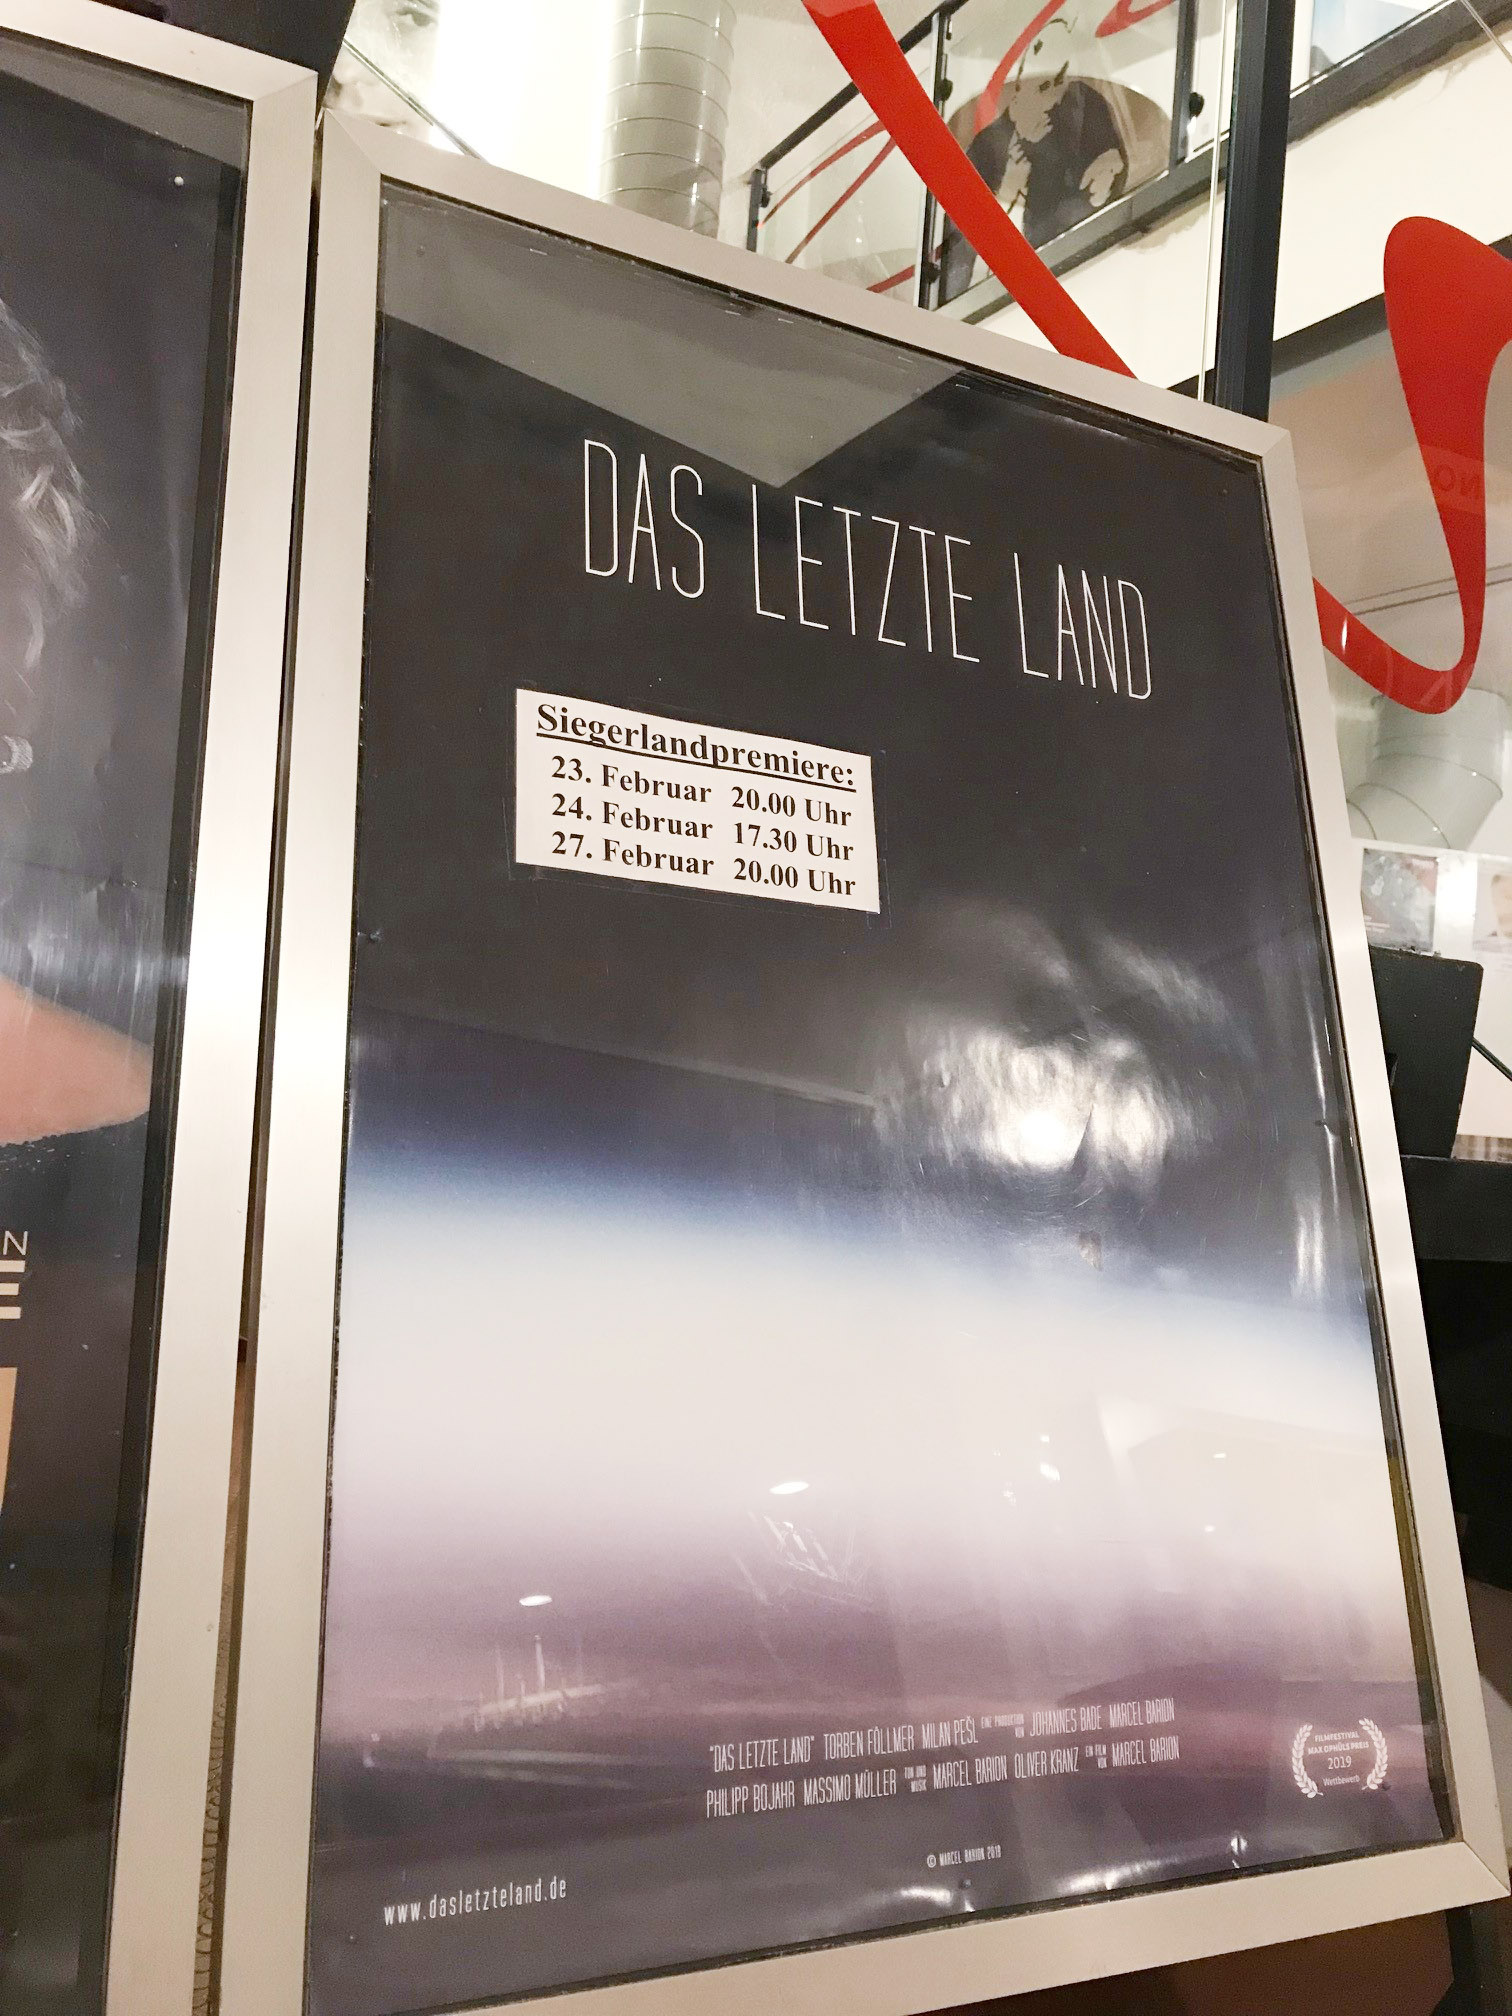 DAS LETZTE LAND
Siegerlandpremiere:
23. Februar 20.00 Uhr
24. Februar 17.30 Uhr
27. Februar 20.00 Uhr
"DAS LETZTE LAND" TORBEN FÖLLMER MILAN PEŠL EINE PRODUKTION VON JOHANNES BADE MARCEL BARION
PHILIPP BOJAHR MASSIMO MÜLLER TON UND MUSIK MARCEL BARION OLIVER KRANZ EIN FILM VON MARCEL BARION
FILMFESTIVAL
MAX OPHÜLS PREIS
2019
Wettbewerb
© MARCEL BARION 2019
www.dasletzteland.de
IN
E